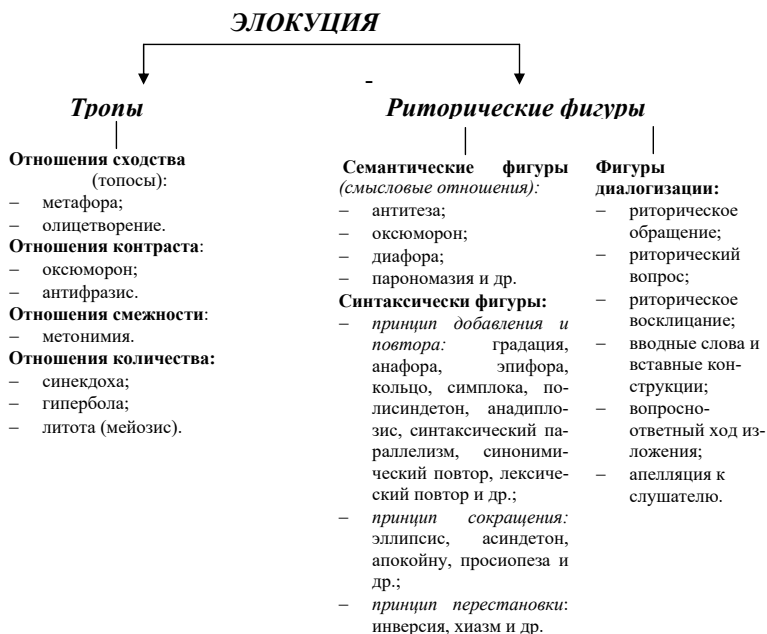 ЭЛОКУЦИЯ
-
Тропы
Риторические фигуры
Отношения сходства
(топосы):
– метафора;
– олицетворение.
Отношения контраста:
– оксюморон;
– антифразис.
Отношения смежности:
– метонимия.
Отношения количества:
– синекдоха;
– гипербола;
– литота (мейозис).
Семантические фигуры
(смысловые отношения):
– антитеза;
– оксюморон;
– диафора;
– парономазия и др.
Синтаксически фигуры:
– принцип добавления и
повтора: градация,
анафора, эпифора,
кольцо, симплока, по-
лисиндетон, анадипло-
зис, синтаксический па-
раллелизм, синоними-
ческий повтор, лексиче-
ский повтор и др.;
– принцип сокращения:
эллипсис, асиндетон,
апокойну, просиопеза и
др.;
– принцип перестановки:
инверсия, хиазм и др.
Фигуры
диалогизации:
– риторическое
обращение;
– риторический
вопрос;
– риторическое
восклицание;
– вводные слова и
вставные кон-
струкции;
– вопросно-
ответный ход из-
ложения;
– апелляция к
слушателю.